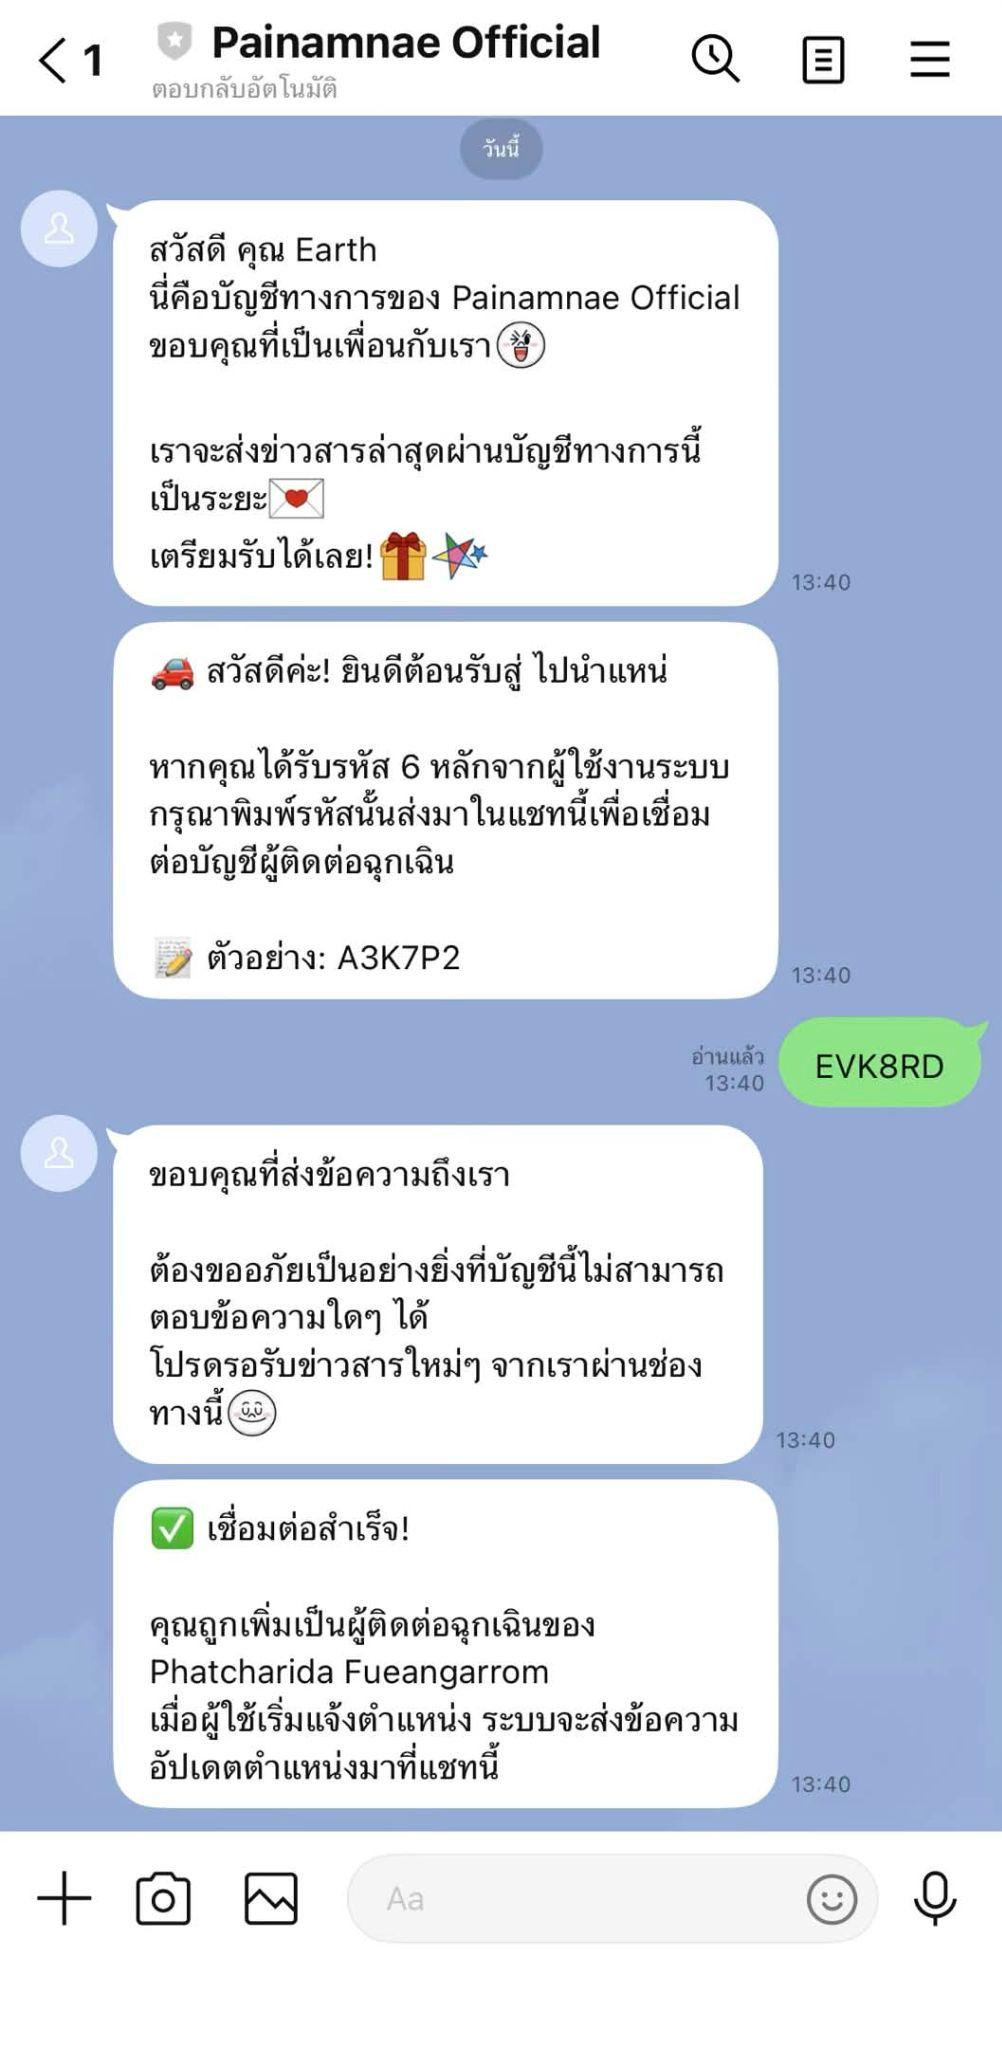 1
Painamnae Official
ตอบกลับอัตโนมัติ
วันนี้
สวัสดี คุณ Earth
นี่คือบัญชีทางการของ Painamnae Official
ขอบคุณที่เป็นเพื่อนกับเรา
เราจะส่งข่าวสารล่าสุดผ่านบัญชีทางการนี้
เป็นระยะ💌
เตรียมรับได้เลย!🎁
13:40
🚗 สวัสดีค่ะ! ยินดีต้อนรับสู่ ไปนำแหน่
หากคุณได้รับรหัส 6 หลักจากผู้ใช้งานระบบ
กรุณาพิมพ์รหัสนั้นส่งมาในแชทนี้เพื่อเชื่อม
ต่อบัญชีผู้ติดต่อฉุกเฉิน
📝 ตัวอย่าง: A3K7P2
13:40
อ่านแล้ว
13:40
EVK8RD
ขอบคุณที่ส่งข้อความถึงเรา
ต้องขออภัยเป็นอย่างยิ่งที่บัญชีนี้ไม่สามารถ
ตอบข้อความใดๆ ได้
โปรดรอรับข่าวสารใหม่ๆ จากเราผ่านช่อง
ทางนี้
13:40
✅ เชื่อมต่อสำเร็จ!
คุณถูกเพิ่มเป็นผู้ติดต่อฉุกเฉินของ
Phatcharida Fueangarrom
เมื่อผู้ใช้เริ่มแจ้งตำแหน่ง ระบบจะส่งข้อความ
อัปเดตตำแหน่งมาที่แชทนี้
13:40
Aa